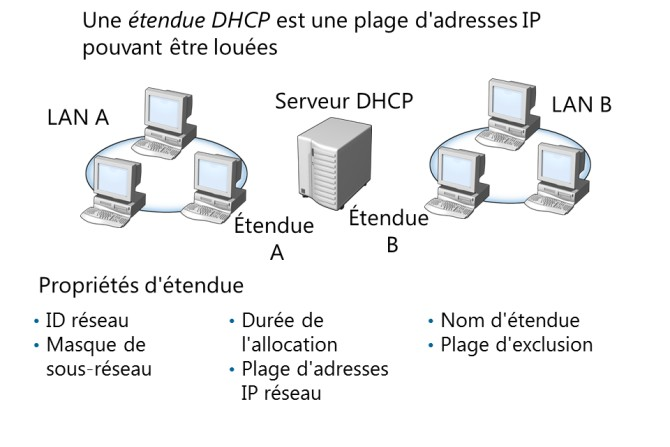 Une étendue DHCP est une plage d'adresses IP
pouvant être louées
LAN A
Serveur DHCP
LAN B
Étendue
A
Étendue
B
Propriétés d'étendue
• ID réseau
• Masque de
sous-réseau
• Durée de
l'allocation
• Plage d'adresses
IP réseau
• Nom d'étendue
• Plage d'exclusion